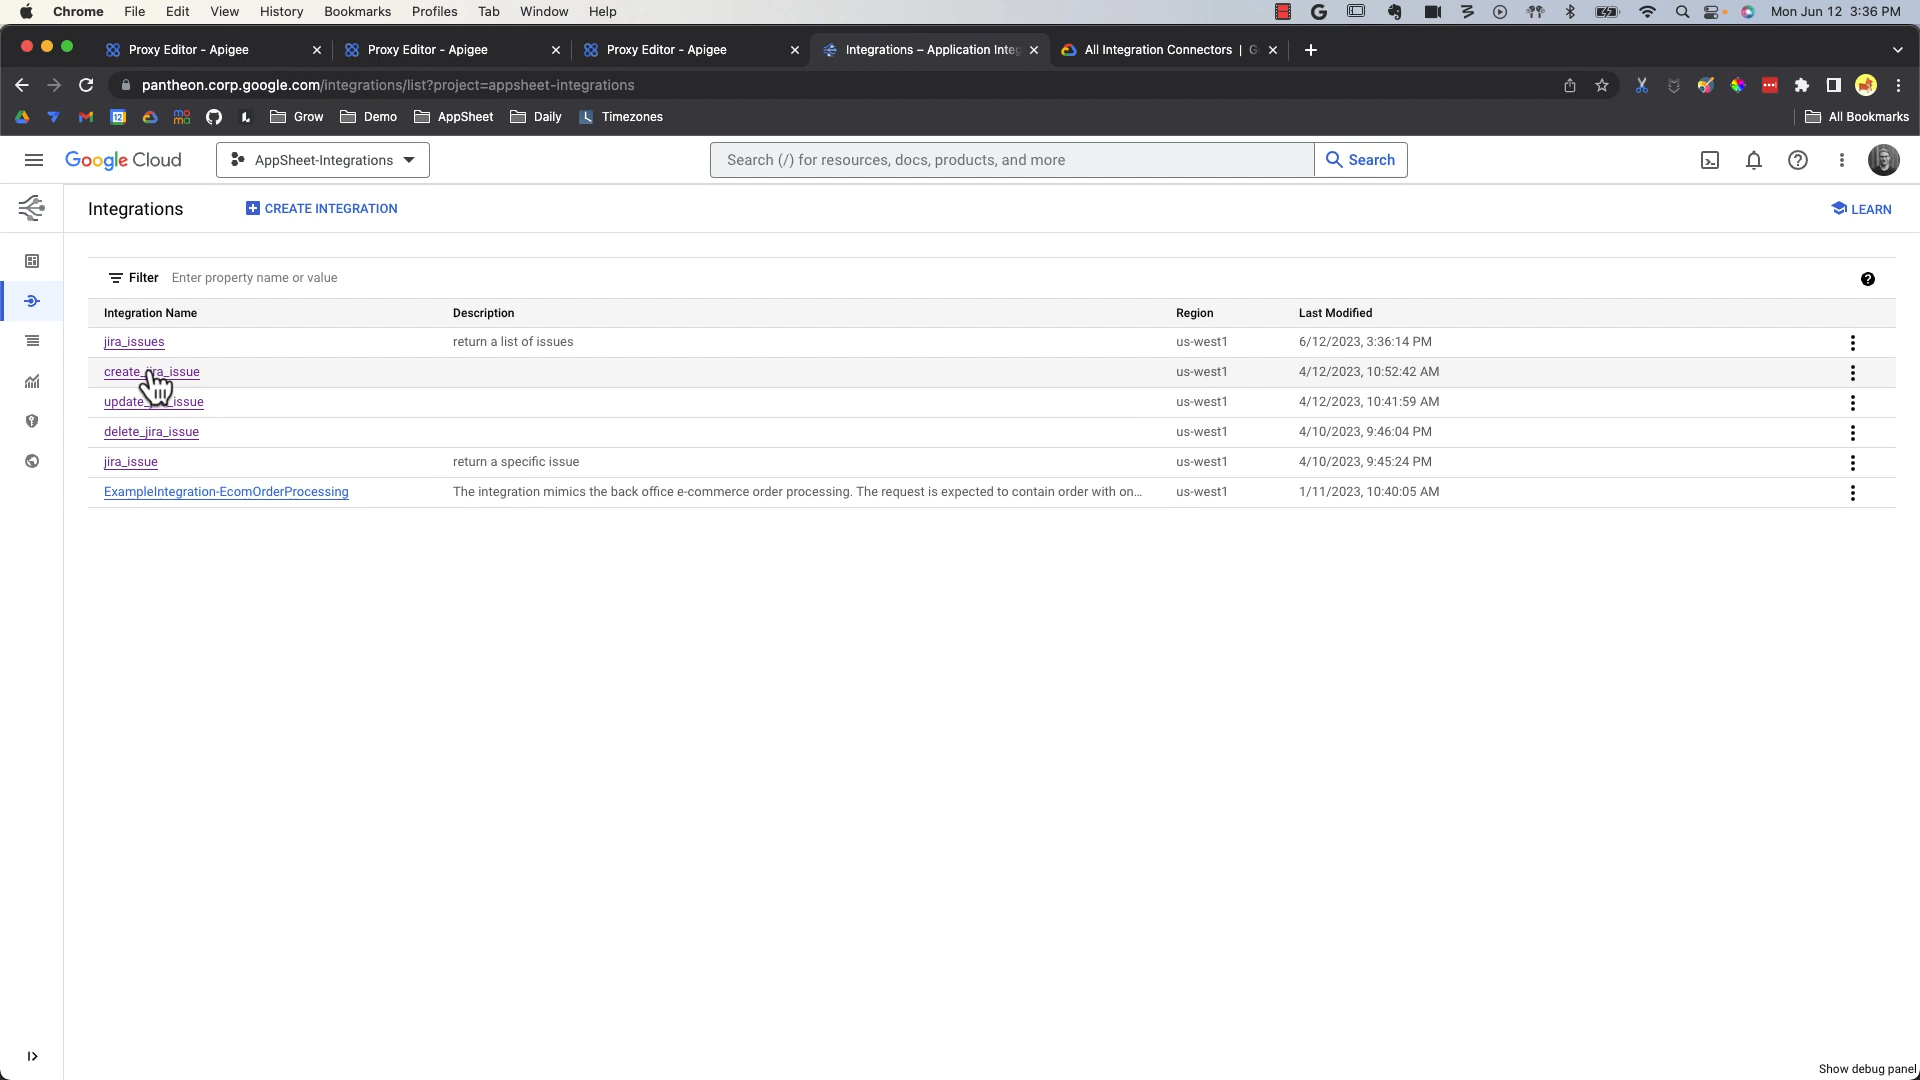 Chrome File Edit View History Bookmarks Profiles Tab Window Help Mon Jun 12 3:36 PM
Proxy Editor - Apigee Proxy Editor - Apigee Proxy Editor - Apigee Integrations – Application Integ All Integration Connectors | G
pantheon.corp.google.com/integrations/list?project=appsheet-integrations
Grow Demo AppSheet Daily Timezones All Bookmarks
Google Cloud AppSheet-Integrations Search (/) for resources, docs, products, and more Search
Integrations CREATE INTEGRATION LEARN
Filter Enter property name or value
Integration Name Description Region Last Modified
jira_issues return a list of issues us-west1 6/12/2023, 3:36:14 PM
create_jira_issue us-west1 4/12/2023, 10:52:42 AM
update_jira_issue us-west1 4/12/2023, 10:41:59 AM
delete_jira_issue us-west1 4/10/2023, 9:46:04 PM
jira_issue return a specific issue us-west1 4/10/2023, 9:45:24 PM
ExampleIntegration-EcomOrderProcessing The integration mimics the back office e-commerce order processing. The request is expected to contain order with on... us-west1 1/11/2023, 10:40:05 AM
Show debug panel